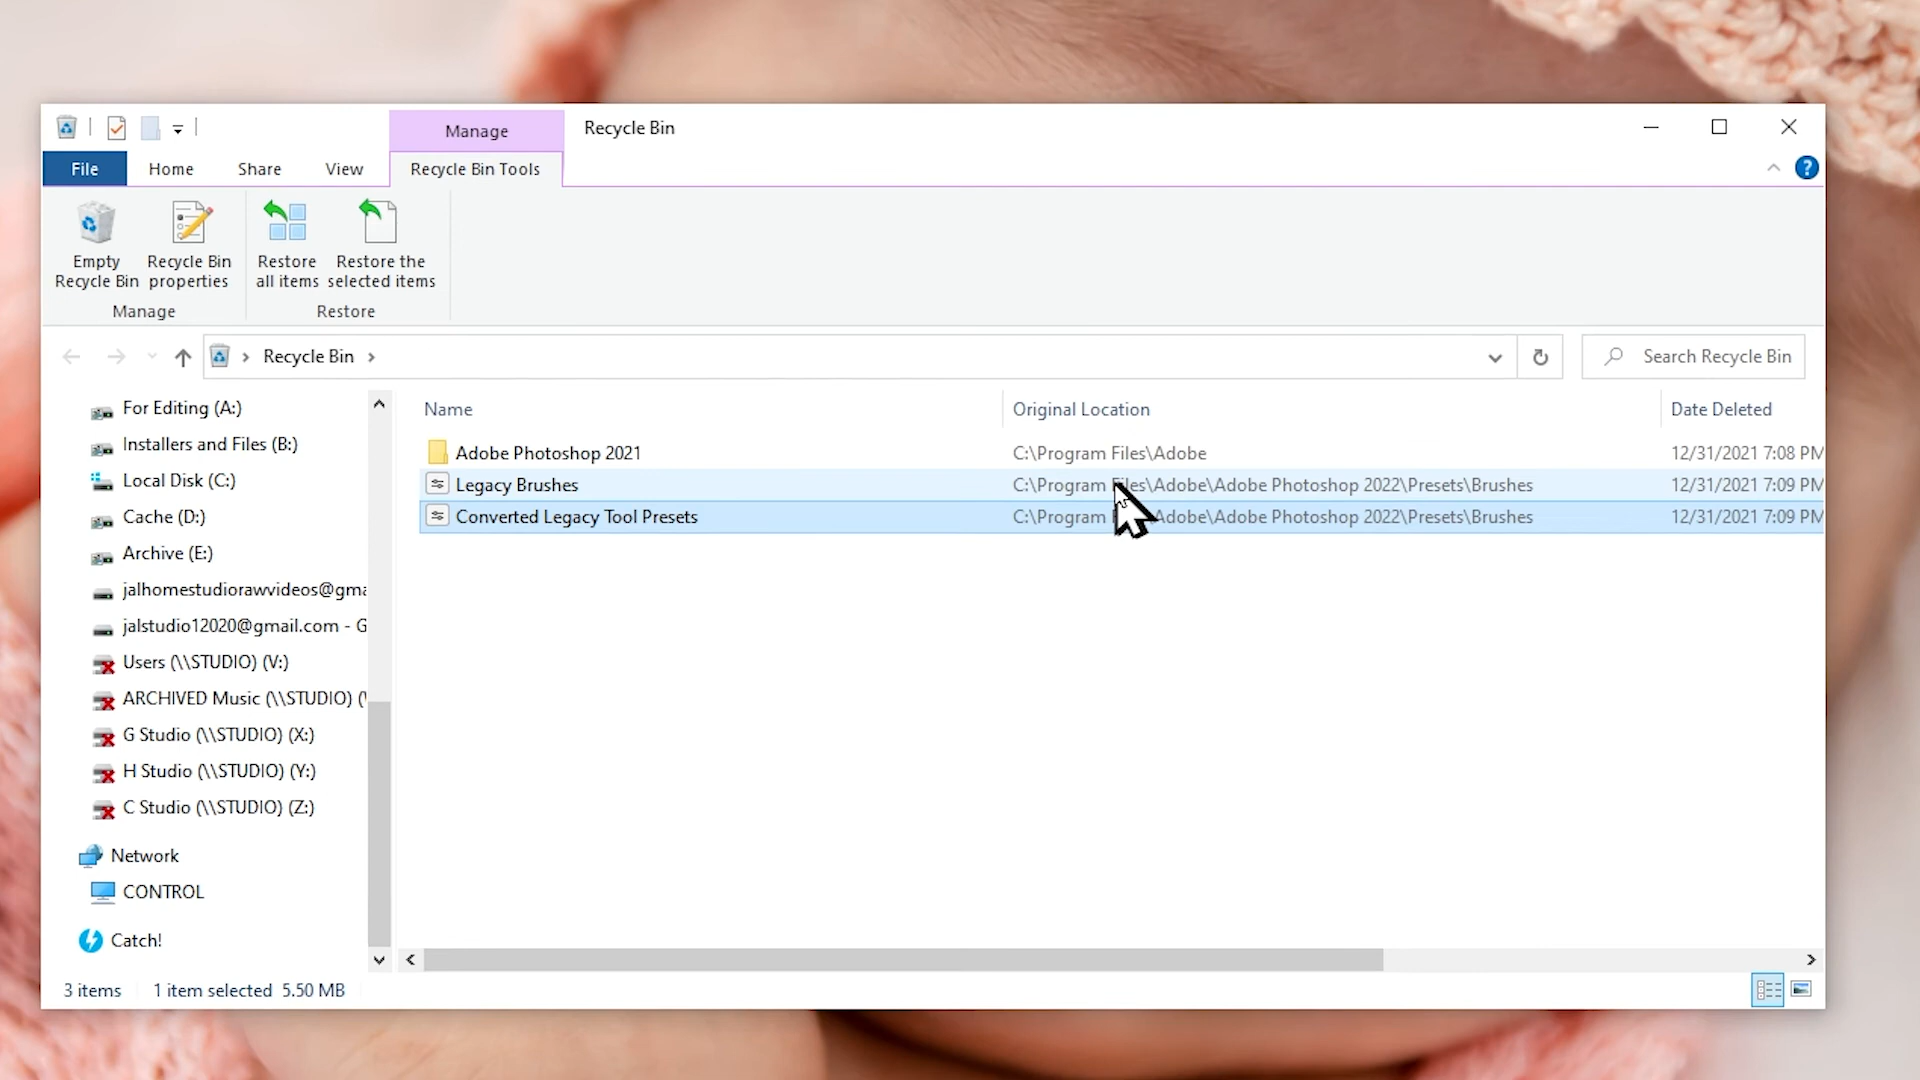 Manage
Recycle Bin
File
Home
Share
View
Recycle Bin Tools
?
Empty
Recycle Bin
Recycle Bin
properties
Restore
all items
Restore the
selected items
Manage
Restore
Recycle Bin
Search Recycle Bin
Name
Original Location
Date Deleted
Adobe Photoshop 2021
C:\Program Files\Adobe
12/31/2021 7:08 PM
Legacy Brushes
C:\Program Files\Adobe\Adobe Photoshop 2022\Presets\Brushes
12/31/2021 7:09 PM
Converted Legacy Tool Presets
C:\Program F Adobe\Adobe Photoshop 2022\Presets\Brushes
12/31/2021 7:09 PM
For Editing (A:)
Installers and Files (B:)
Local Disk (C:)
Cache (D:)
Archive (E:)
jalhomestudiorawvideos@gma
jalstudio12020@gmail.com - G
Users (\\STUDIO) (V:)
ARCHIVED Music (\\STUDIO) (
G Studio (\\STUDIO) (X:)
H Studio (\\STUDIO) (Y:)
C Studio (\\STUDIO) (Z:)
Network
CONTROL
Catch!
3 items
1 item selected 5.50 MB